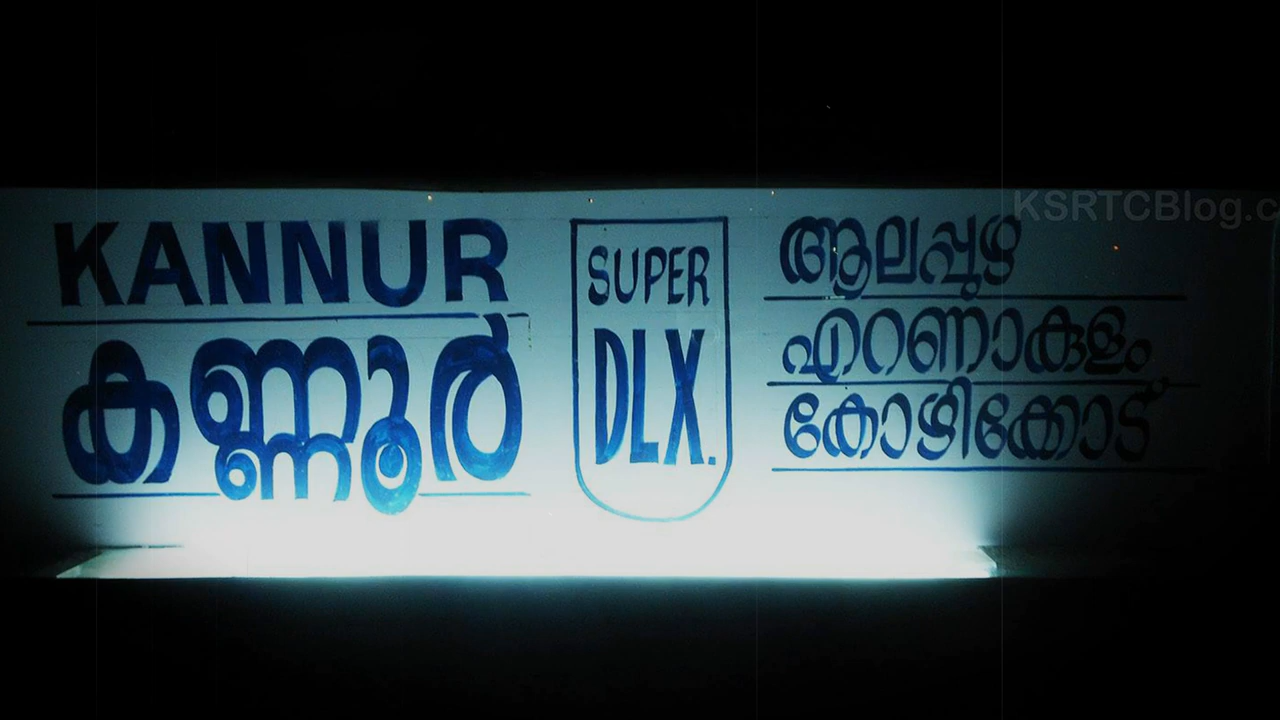 KANNUR
കണ്ണൂർ
SUPER
DLX.
ആലപ്പുഴ
എറണാകുളം
കോഴിക്കോട്
KSRTCBlog.c